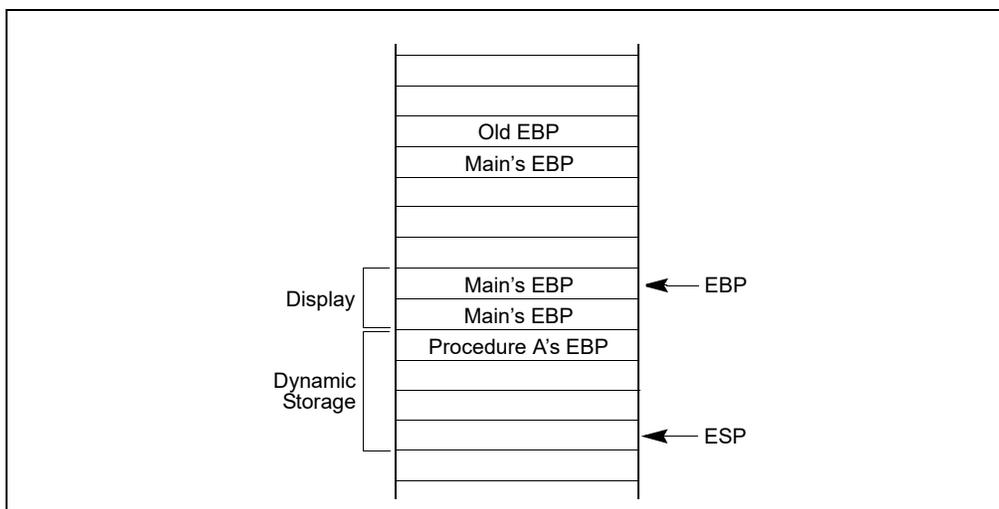 Old EBP
Main’s EBP
Main’s EBP
EBP
Display
Main’s EBP
Procedure A’s EBP
Dynamic
Storage
ESP